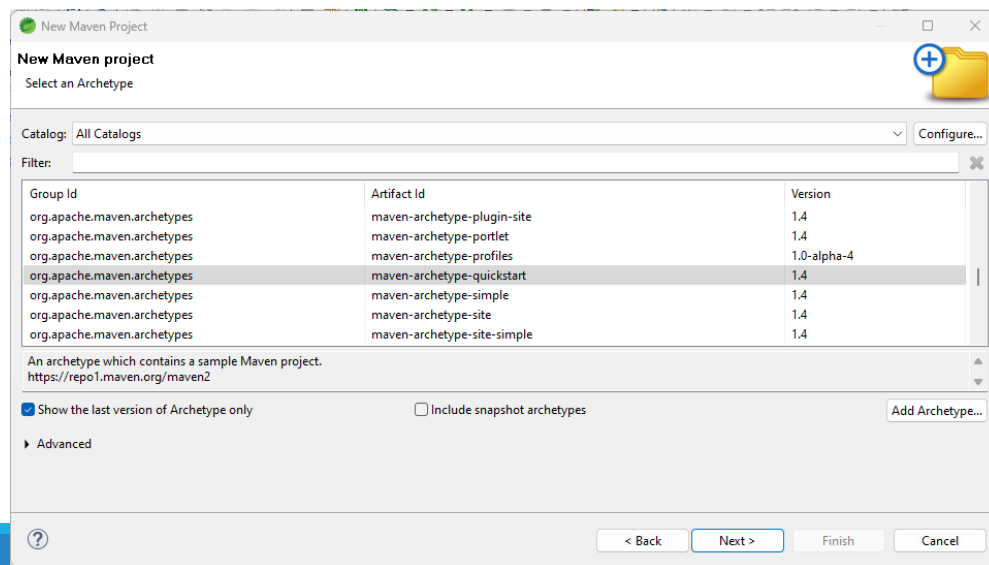 New Maven Project
New Maven project
Select an Archetype
Catalog: All Catalogs Configure...
Filter:
Group Id Artifact Id Version
org.apache.maven.archetypes maven-archetype-plugin-site 1.4
org.apache.maven.archetypes maven-archetype-portlet 1.4
org.apache.maven.archetypes maven-archetype-profiles 1.0-alpha-4
org.apache.maven.archetypes maven-archetype-quickstart 1.4
org.apache.maven.archetypes maven-archetype-simple 1.4
org.apache.maven.archetypes maven-archetype-site 1.4
org.apache.maven.archetypes maven-archetype-site-simple 1.4
An archetype which contains a sample Maven project.
https://repo1.maven.org/maven2
Show the last version of Archetype only Include snapshot archetypes Add Archetype...
Advanced
? < Back Next > Finish Cancel